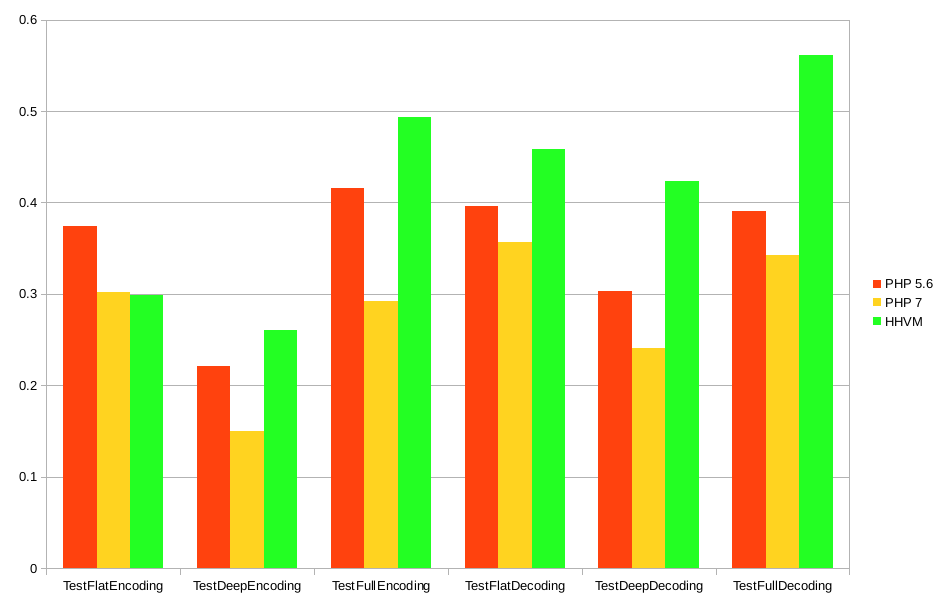 0.6
0.5
0.4
0.3
0.2
0.1
0
TestFlatEncoding TestDeepEncoding TestFullEncoding TestFlatDecoding TestDeepDecoding TestFullDecoding
PHP 5.6
PHP 7
HHVM